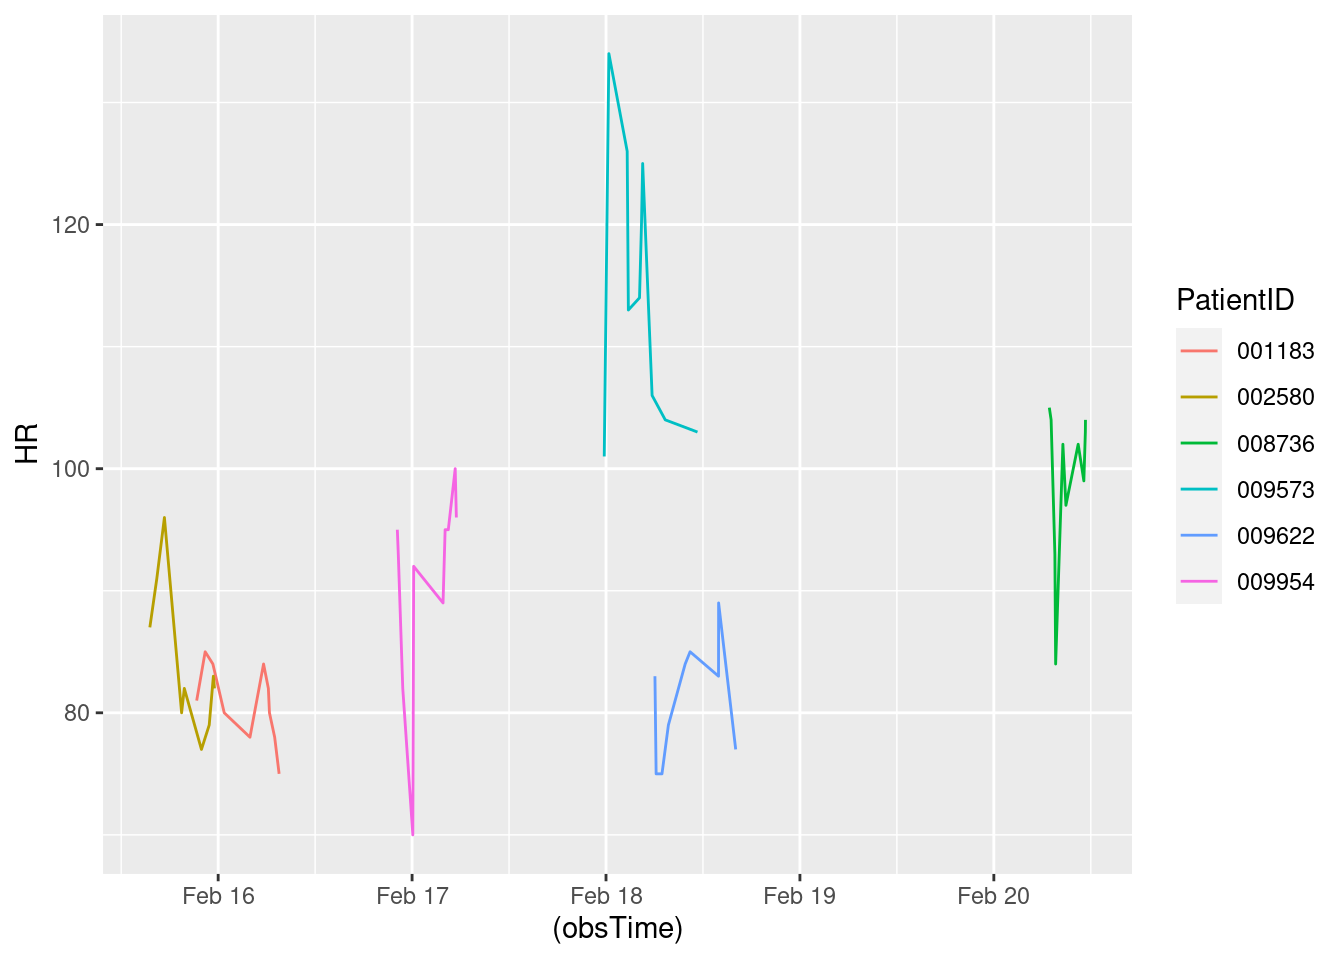 HR
120
100
80
Feb 16
Feb 17
Feb 18
Feb 19
Feb 20
(obsTime)
PatientID
001183
002580
008736
009573
009622
009954